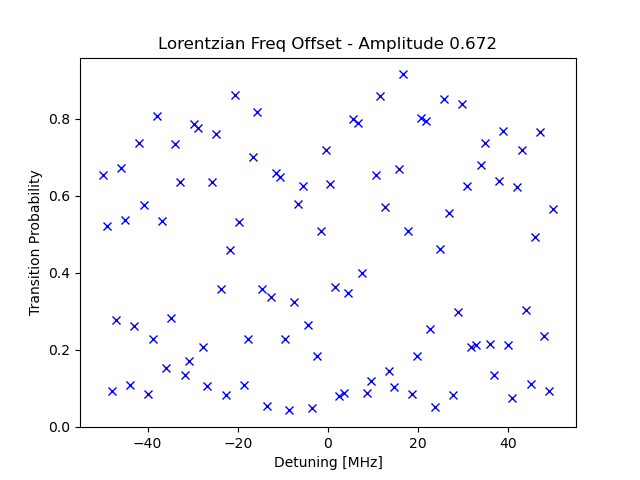 Lorentzian Freq Offset - Amplitude 0.672
Transition Probability
0.8
0.6
0.4
0.2
0.0
−40 −20 0 20 40
Detuning [MHz]